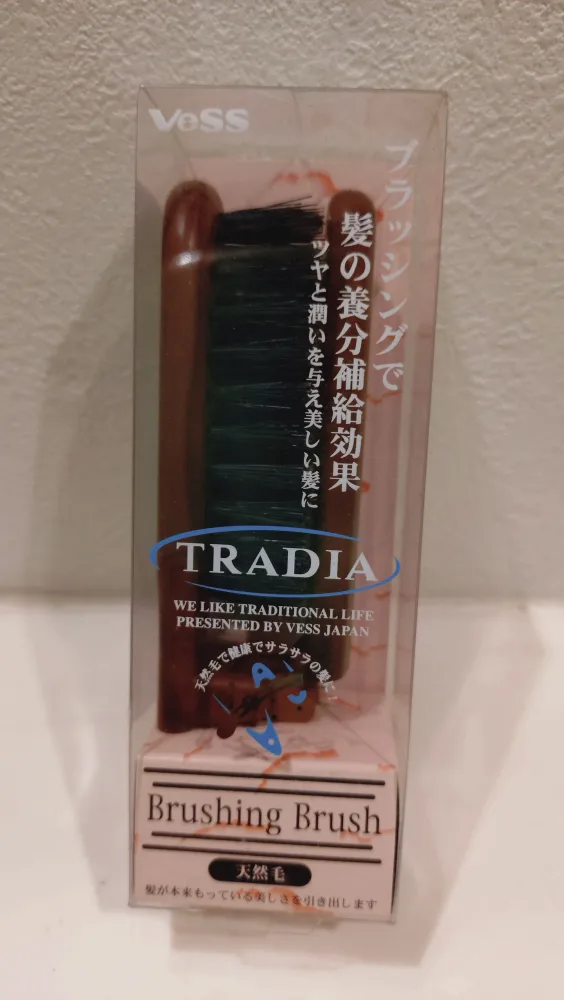 VeSS
ブラッシングで
髪の養分補給効果
ツヤと潤いを与え美しい髪に
TRADIA
WE LIKE TRADITIONAL LIFE
PRESENTED BY VESS JAPAN
天然毛で健康でサラサラの髪に！
Brushing Brush
天然毛
髪が本来もっている美しさを引き出します